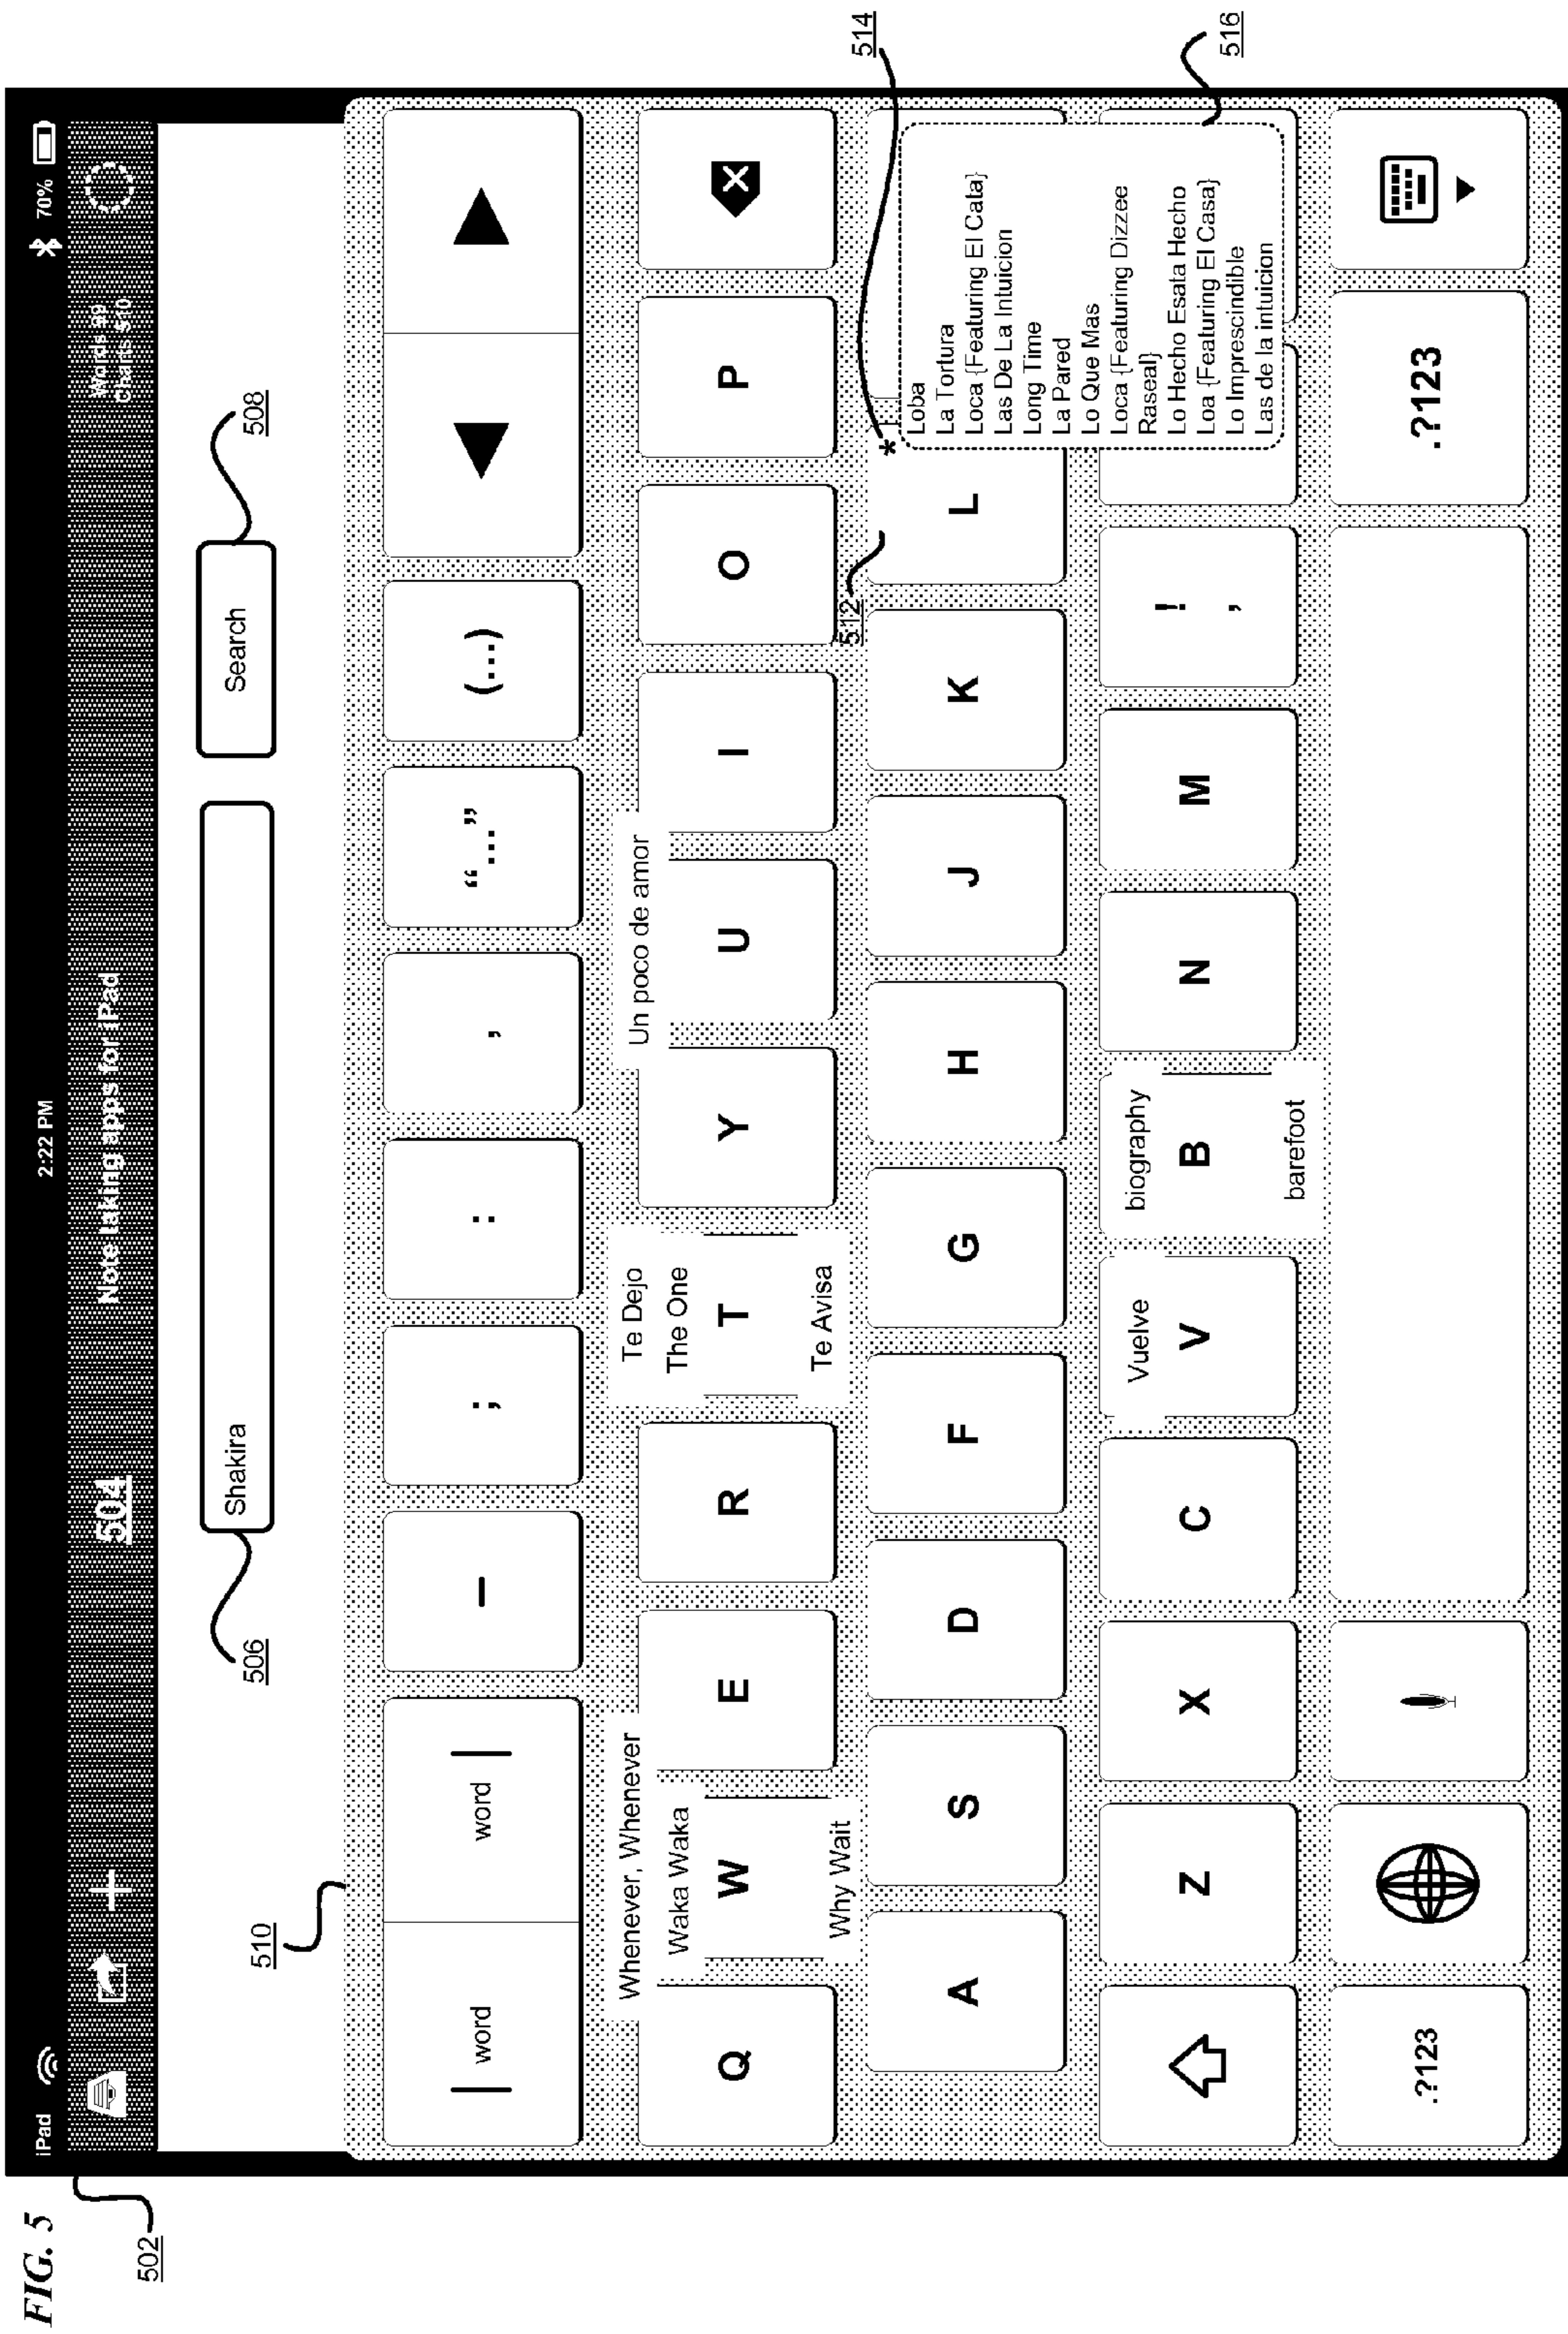 FIG. 5
502
iPad
2:22 PM
70%
504
Note taking apps for iPad
Words 99
Charts 510
506
Shakira
Search
508
510
word
word
—
;
:
,
“...”
(...)
Whenever, Whenever
Waka Waka
Why Wait
Te Dejo
The One
Te Avisa
Un poco de amor
Q
W
E
R
T
Y
U
I
O
P
512
514
*
A
S
D
F
G
H
J
K
L
Loba
La Tortura
Loca {Featuring El Cata}
Las De La Intuicion
Long Time
La Pared
Lo Que Mas
Loca {Featuring Dizzee
Raseal}
Lo Hecho Esata Hecho
Loa {Featuring El Casa}
Lo Imprescindible
Las de la intuicion
516
Vuelve
biography
Z
X
C
V
B
N
M
!
,
barefoot
.?123
.?123